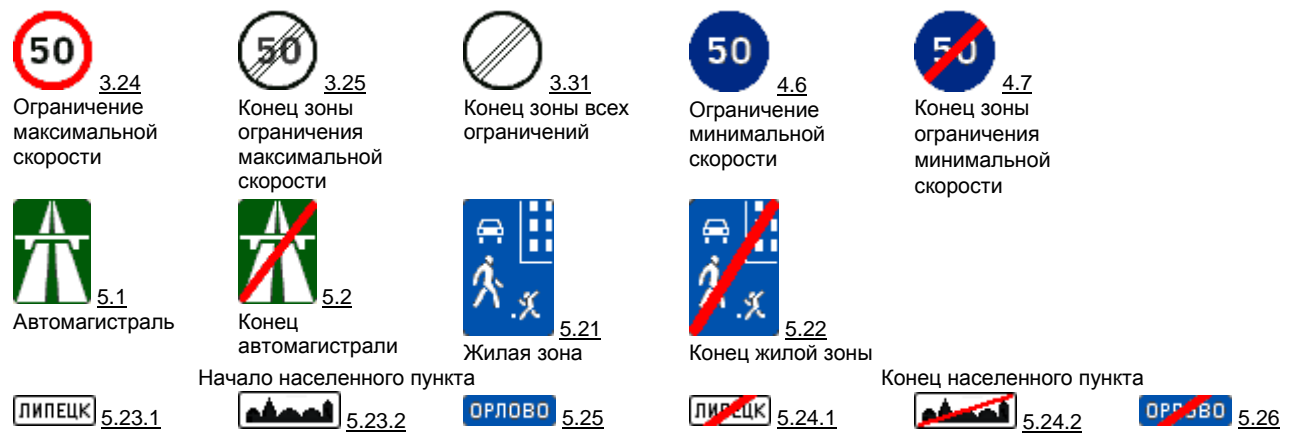 50 3.24
50 3.25
3.31
50 4.6
50 4.7
Ограничение
максимальной
скорости
Конец зоны
ограничения
максимальной
скорости
Конец зоны всех
ограничений
Ограничение
минимальной
скорости
Конец зоны
ограничения
минимальной
скорости
5.1
Автомагистраль
5.2
Конец
автомагистрали
5.21
Жилая зона
5.22
Конец жилой зоны
Начало населенного пункта
Конец населенного пункта
ЛИПЕЦК 5.23.1
5.23.2
ОРЛОВО 5.25
ЛИПЕЦК 5.24.1
5.24.2
ОРЛОВО 5.26